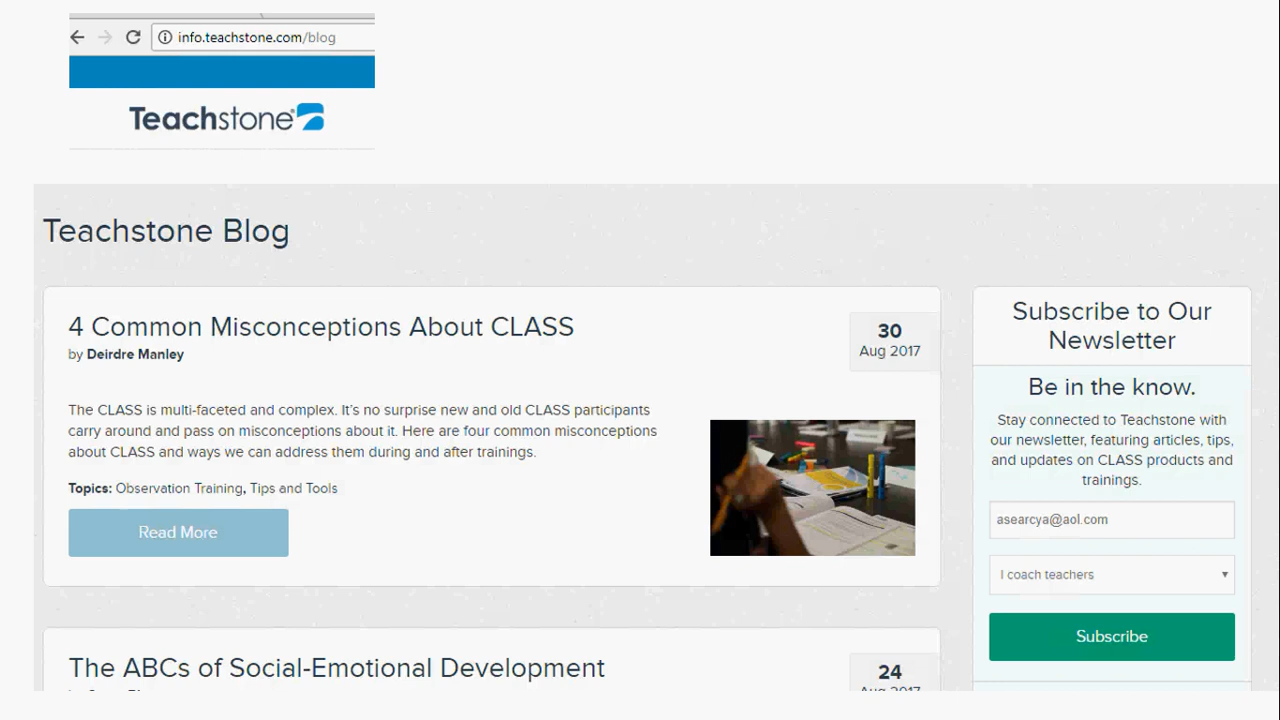 info.teachstone.com/blog
Teachstone®
Teachstone Blog
4 Common Misconceptions About CLASS
by Deirdre Manley
30
Aug 2017
The CLASS is multi-faceted and complex. It's no surprise new and old CLASS participants
carry around and pass on misconceptions about it. Here are four common misconceptions
about CLASS and ways we can address them during and after trainings.
Topics: Observation Training, Tips and Tools
Read More
The ABCs of Social-Emotional Development
24
Aug 2017
Subscribe to Our
Newsletter
Be in the know.
Stay connected to Teachstone with
our newsletter, featuring articles, tips,
and updates on CLASS products and
trainings.
asearcya@aol.com
I coach teachers
Subscribe